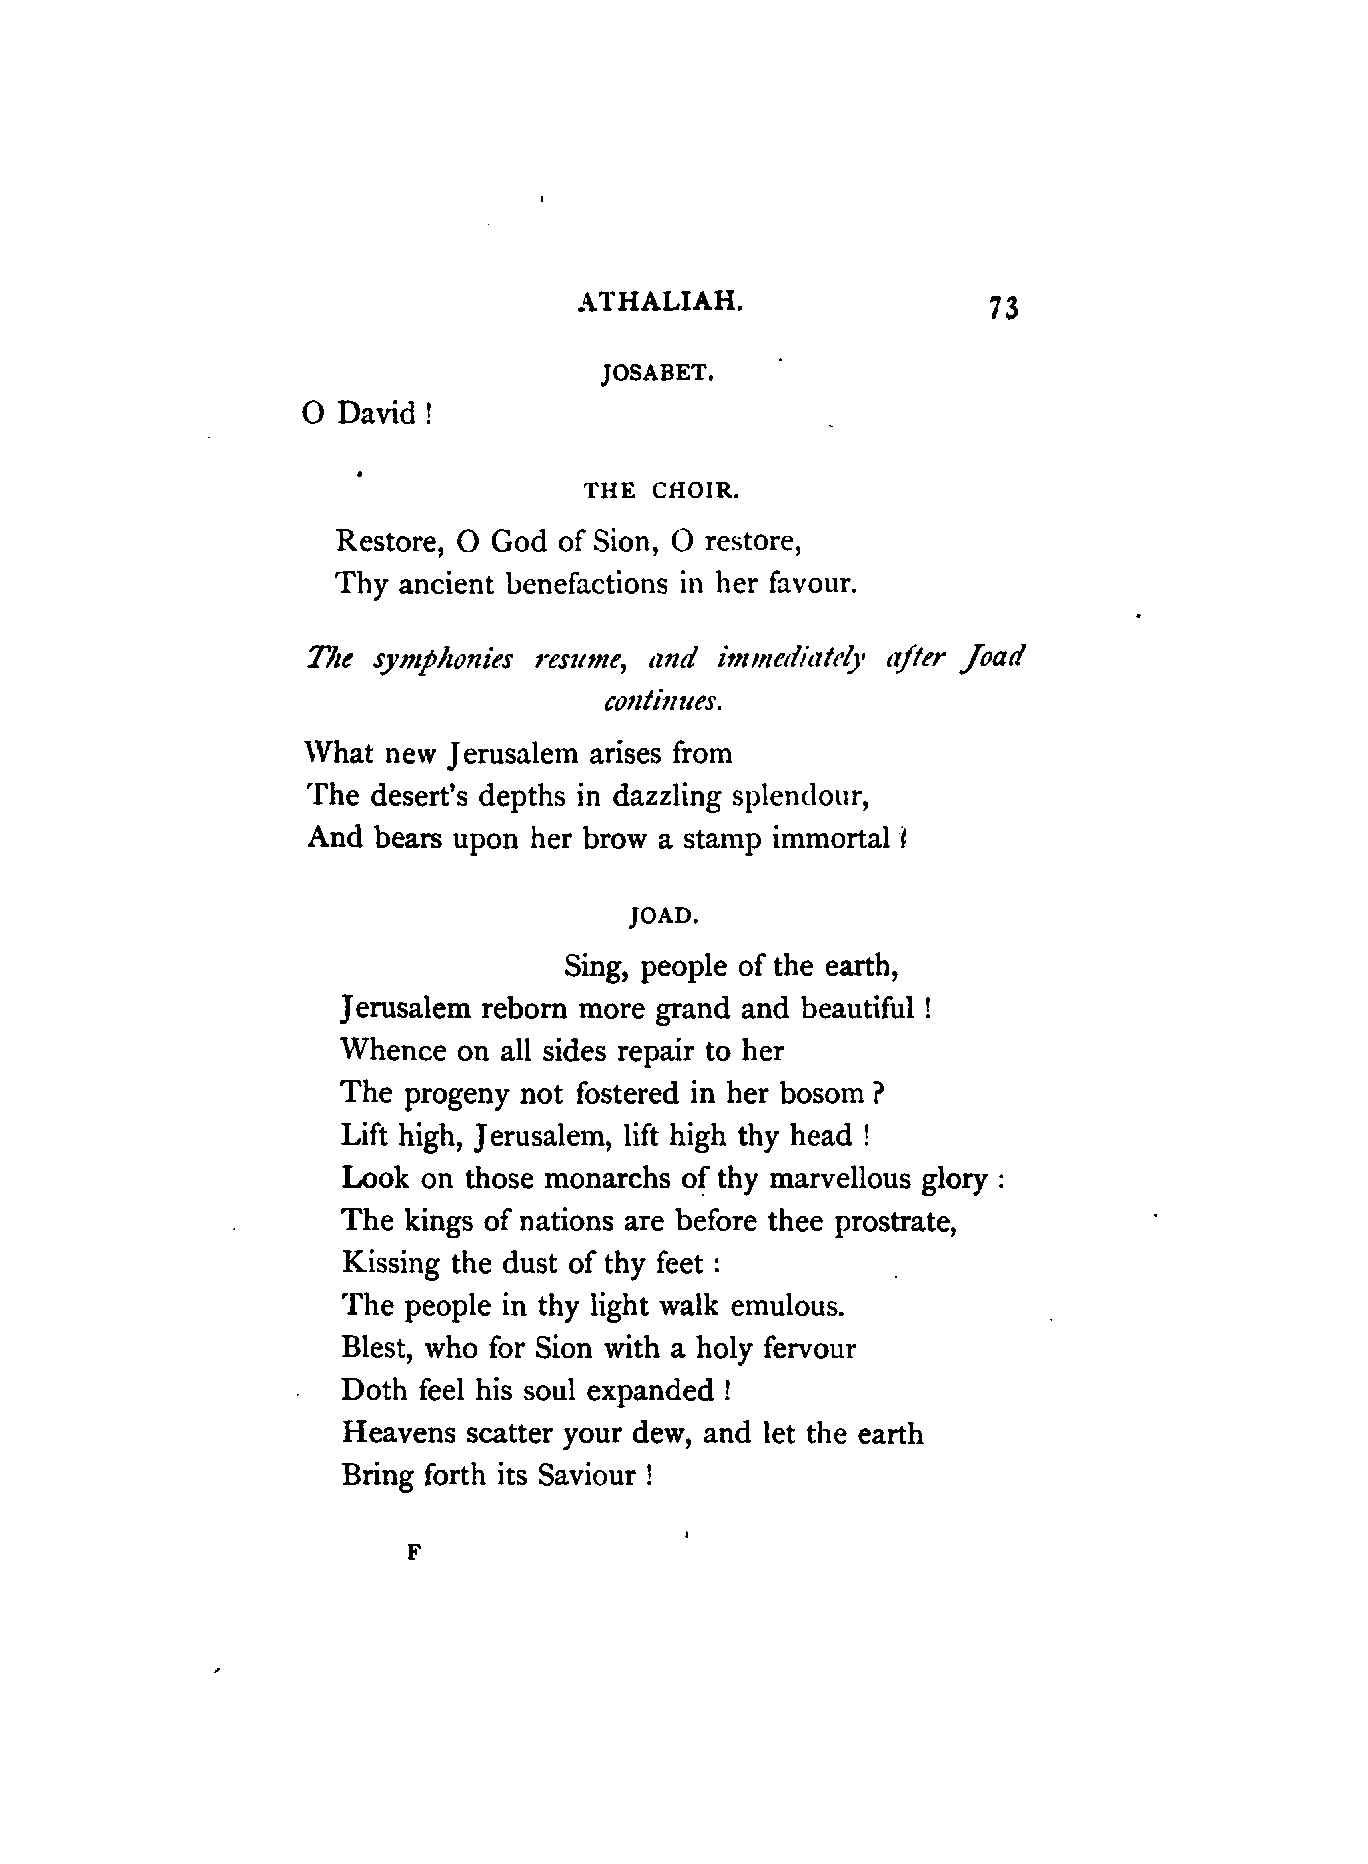 ATHALIAH. 73
JOSABET.
O David !
THE CHOIR.
Restore, O God of Sion, O restore,
Thy ancient benefactions in her favour.
The symphonies resume, and immediately after Joad
continues.
What new Jerusalem arises from
The desert's depths in dazzling splendour,
And bears upon her brow a stamp immortal !
JOAD.
Sing, people of the earth,
Jerusalem reborn more grand and beautiful !
Whence on all sides repair to her
The progeny not fostered in her bosom ?
Lift high, Jerusalem, lift high thy head !
Look on those monarchs of thy marvellous glory :
The kings of nations are before thee prostrate,
Kissing the dust of thy feet :
The people in thy light walk emulous.
Blest, who for Sion with a holy fervour
Doth feel his soul expanded !
Heavens scatter your dew, and let the earth
Bring forth its Saviour !
F